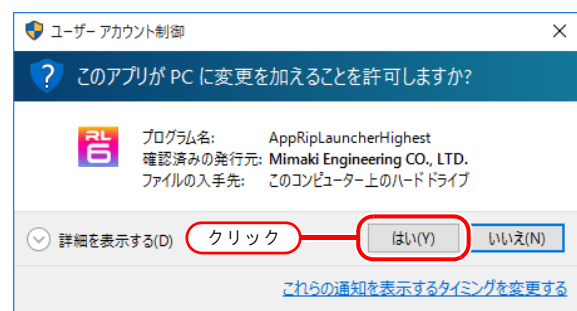 ユーザー アカウント制御
このアプリが PC に変更を加えることを許可しますか?
RL
6
プログラム名: AppRipLauncherHighest
確認済みの発行元: Mimaki Engineering CO., LTD.
ファイルの入手先: このコンピューター上のハード ドライブ
詳細を表示する(D) クリック はい(Y) いいえ(N)
これらの通知を表示するタイミングを変更する